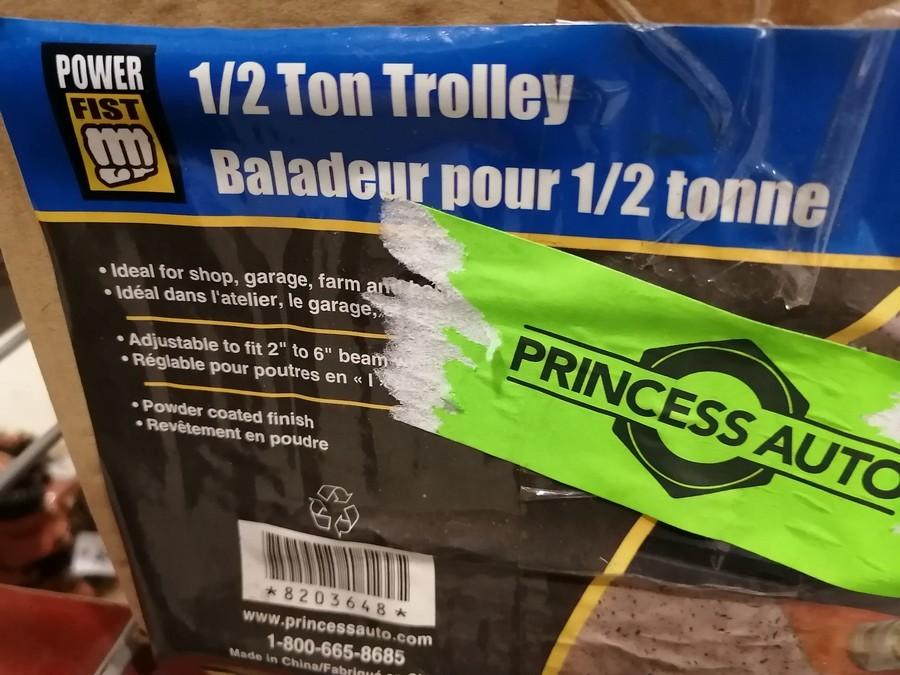 POWER
FIST
1/2 Ton Trolley
Baladeur pour 1/2 tonne
• Ideal for shop, garage, farm and
• Idéal dans l'atelier, le garage,
• Adjustable to fit 2" to 6" beam
• Réglable pour poutres en « I
• Powder coated finish
• Revêtement en poudre
PRINCESS AUTO
*8203648*
www.princessauto.com
1-800-665-8685
Made in China/Fabriqué en